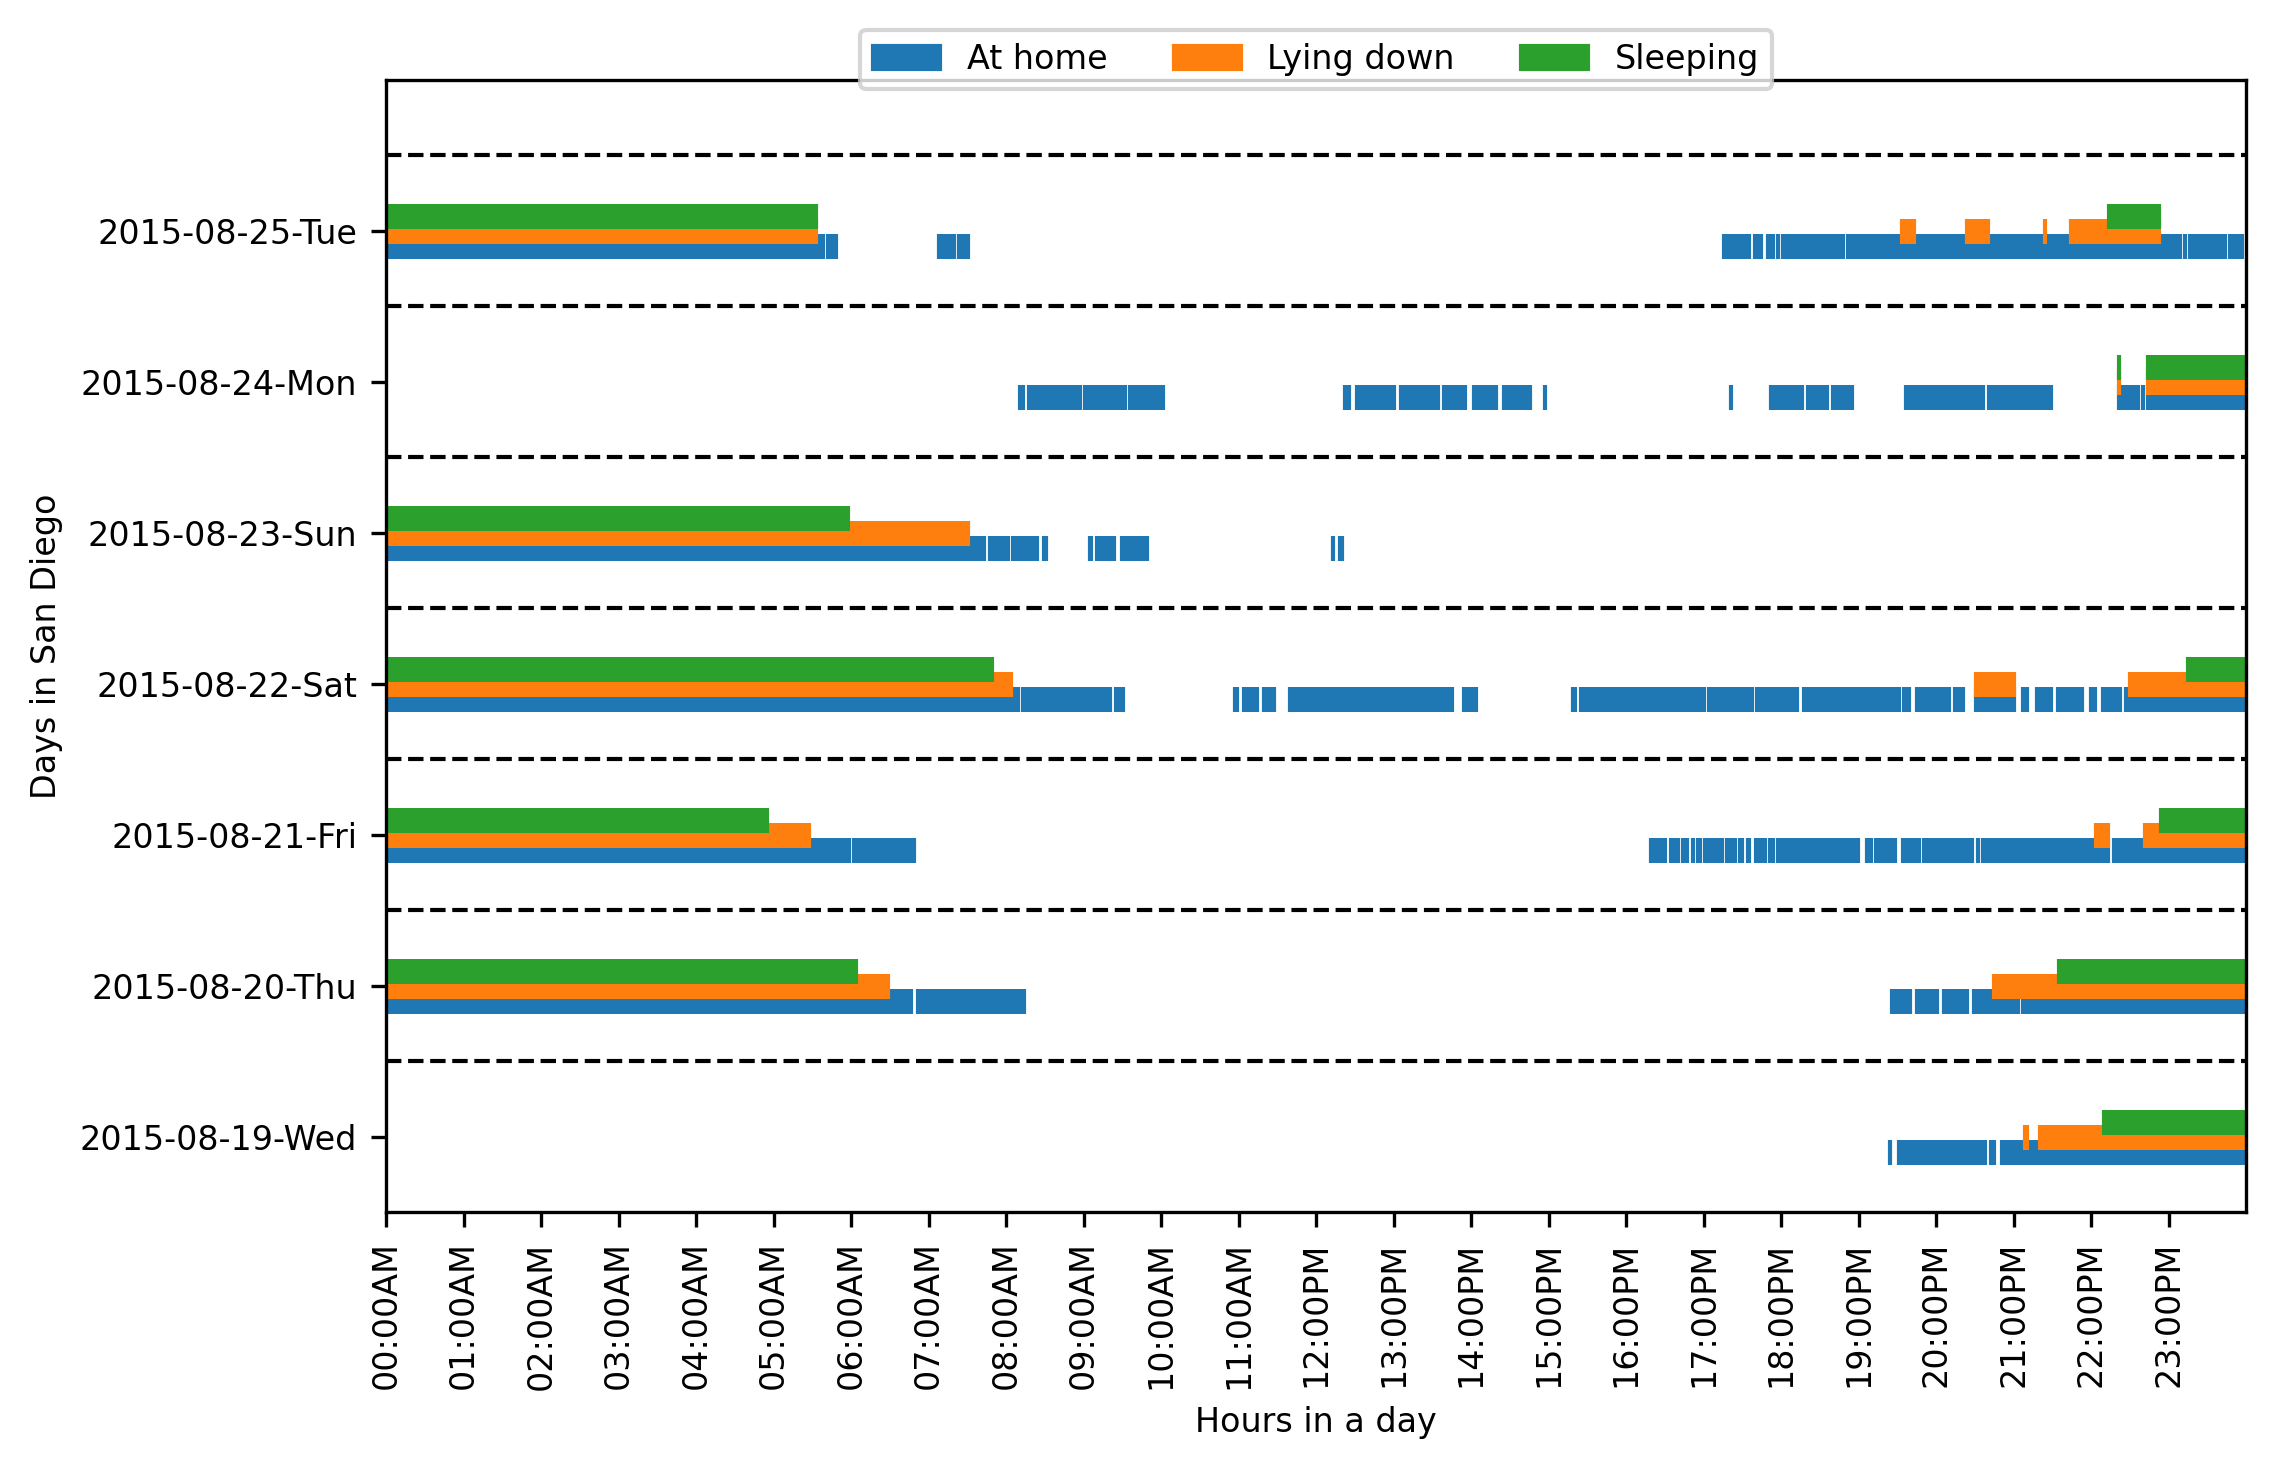 At home Lying down Sleeping
2015-08-25-Tue
2015-08-24-Mon
2015-08-23-Sun
2015-08-22-Sat
2015-08-21-Fri
2015-08-20-Thu
2015-08-19-Wed
Days in San Diego
00:00AM
01:00AM
02:00AM
03:00AM
04:00AM
05:00AM
06:00AM
07:00AM
08:00AM
09:00AM
10:00AM
11:00AM
12:00PM
13:00PM
14:00PM
15:00PM
16:00PM
17:00PM
18:00PM
19:00PM
20:00PM
21:00PM
22:00PM
23:00PM
Hours in a day